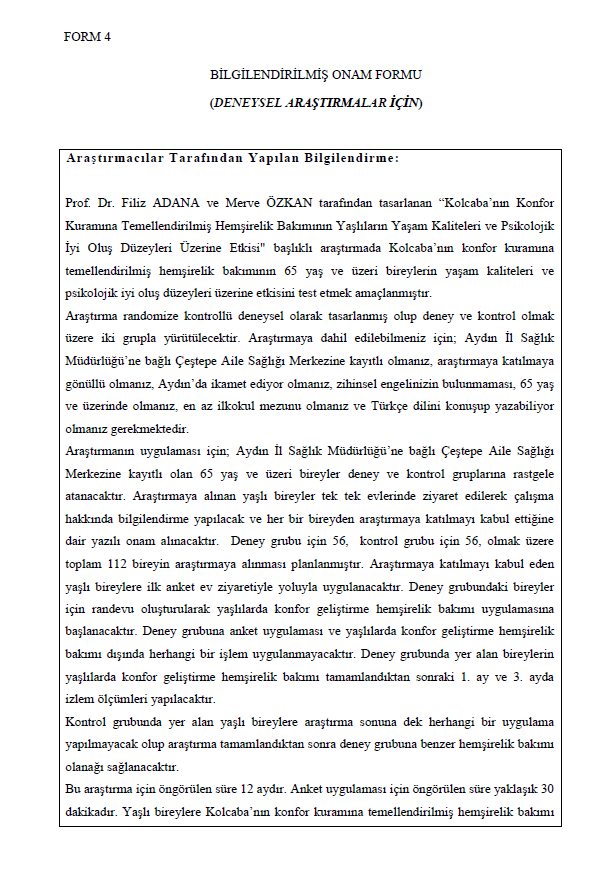 FORM 4
BİLGİLENDİRİLMİŞ ONAM FORMU
(DENEYSEL ARAŞTIRMALAR İÇİN)
Araştırmacılar Tarafından Yapılan Bilgilendirme:
Prof. Dr. Filiz ADANA ve Merve ÖZKAN tarafından tasarlanan “Kolcaba’nın Konfor
Kuramına Temellendirilmiş Hemşirelik Bakımının Yaşlıların Yaşam Kaliteleri ve Psikolojik
İyi Oluş Düzeyleri Üzerine Etkisi" başlıklı araştırmada Kolcaba’nın konfor kuramına
temellendirilmiş hemşirelik bakımının 65 yaş ve üzeri bireylerin yaşam kaliteleri ve
psikolojik iyi oluş düzeyleri üzerine etkisini test etmek amaçlanmıştır.
Araştırma randomize kontrollü deneysel olarak tasarlanmış olup deney ve kontrol olmak
üzere iki grupla yürütülecektir. Araştırmaya dahil edilebilmeniz için; Aydın İl Sağlık
Müdürlüğü’ne bağlı Çeştepe Aile Sağlığı Merkezine kayıtlı olmanız, araştırmaya katılmaya
gönüllü olmanız, Aydın’da ikamet ediyor olmanız, zihinsel engelinizin bulunmaması, 65 yaş
ve üzerinde olmanız, en az ilkokul mezunu olmanız ve Türkçe dilini konuşup yazabiliyor
olmanız gerekmektedir.
Araştırmanın uygulaması için; Aydın İl Sağlık Müdürlüğü’ne bağlı Çeştepe Aile Sağlığı
Merkezine kayıtlı olan 65 yaş ve üzeri bireyler deney ve kontrol gruplarına rastgele
atanacaktır. Araştırmaya alınan yaşlı bireyler tek tek evlerinde ziyaret edilerek çalışma
hakkında bilgilendirme yapılacak ve her bir bireyden araştırmaya katılmayı kabul ettiğine
dair yazılı onam alınacaktır. Deney grubu için 56, kontrol grubu için 56, olmak üzere
toplam 112 bireyin araştırmaya alınması planlanmıştır. Araştırmaya katılmayı kabul eden
yaşlı bireylere ilk anket ev ziyaretiyle yoluyla uygulanacaktır. Deney grubundaki bireyler
için randevu oluşturularak yaşlılarda konfor geliştirme hemşirelik bakımı uygulamasına
başlanacaktır. Deney grubuna anket uygulaması ve yaşlılarda konfor geliştirme hemşirelik
bakımı dışında herhangi bir işlem uygulanmayacaktır. Deney grubunda yer alan bireylerin
yaşlılarda konfor geliştirme hemşirelik bakımı tamamlandıktan sonraki 1. ay ve 3. ayda
izlem ölçümleri yapılacaktır.
Kontrol grubunda yer alan yaşlı bireylere araştırma sonuna dek herhangi bir uygulama
yapılmayacak olup araştırma tamamlandıktan sonra deney grubuna benzer hemşirelik bakımı
olanağı sağlanacaktır.
Bu araştırma için öngörülen süre 12 aydır. Anket uygulaması için öngörülen süre yaklaşık 30
dakikadır. Yaşlı bireylere Kolcaba’nın konfor kuramına temellendirilmiş hemşirelik bakımı